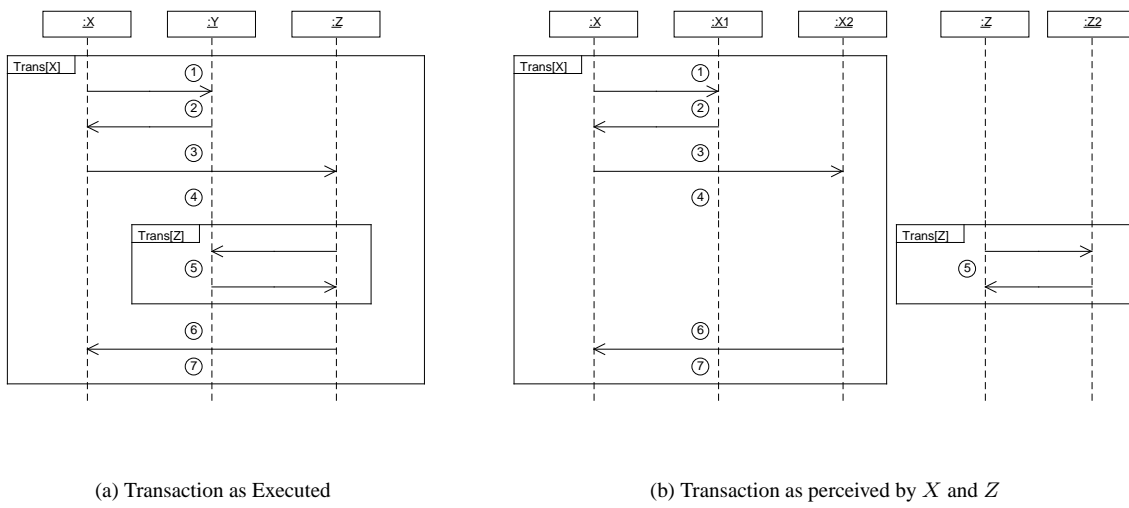 :X :Y :Z
Trans[X]
1
2
3
4
Trans[Z]
5
6
7
(a) Transaction as Executed
:X :X1 :X2 :Z :Z2
Trans[X]
1
2
3
4
Trans[Z]
5
6
7
(b) Transaction as perceived by X and Z